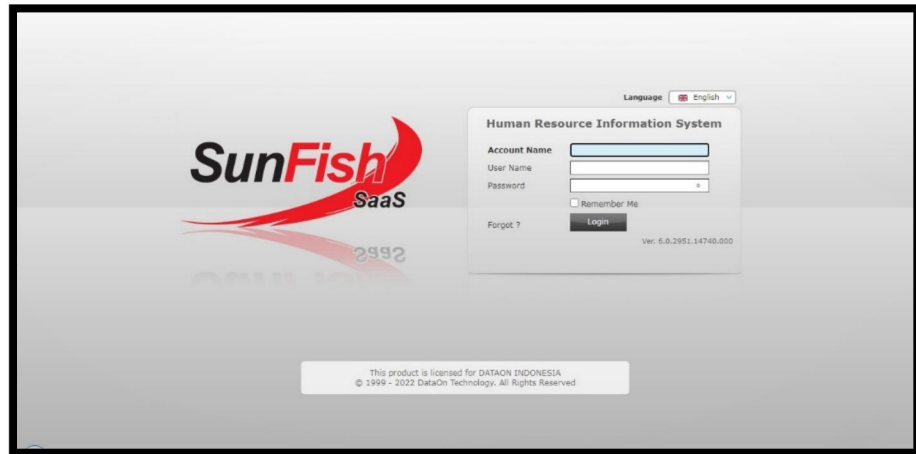 Language English
SunFish
SaaS
Human Resource Information System
Account Name
User Name
Password
Remember Me
Forgot ? Login
Ver. 6.0.2951.14740.000
This product is licensed for DATAON INDONESIA
© 1999 - 2022 DataOn Technology. All Rights Reserved